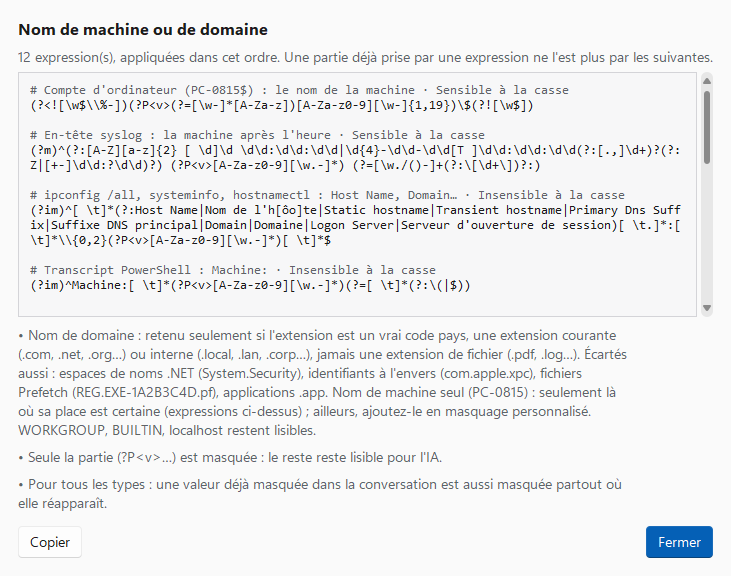 Nom de machine ou de domaine
12 expression(s), appliquées dans cet ordre. Une partie déjà prise par une expression ne l'est plus par les suivantes.
# Compte d'ordinateur (PC-0815$) : le nom de la machine · Sensible à la casse
(?<![\w$\\%-])(?P<v>(?=[\w-]*[A-Za-z])[A-Za-z0-9][\w-]{1,19})\$(?![\w$])
# En-tête syslog : la machine après l'heure · Sensible à la casse
(?m)^(?:[A-Z][a-z]{2} [ \d]\d \d\d:\d\d:\d\d|\d{4}-\d\d-\d\d[T ]\d\d:\d\d:\d\d(?:[.,]\d+)?(?:
Z|[+-]\d\d:?\d\d)?) (?P<v>[A-Za-z0-9][\w.-]*) (?=[\w./()-]+(?:\[\d+\])?:)
# ipconfig /all, systeminfo, hostnamectl : Host Name, Domain… · Insensible à la casse
(?im)^[ \t]*(?:Host Name|Nom de l'h[ôo]te|Static hostname|Transient hostname|Primary Dns Suff
ix|Suffixe DNS principal|Domain|Domaine|Logon Server|Serveur d'ouverture de session)[ \t.]*:[
\t]*\\{0,2}(?P<v>[A-Za-z0-9][\w.-]*)[ \t]*$
# Transcript PowerShell : Machine: · Insensible à la casse
(?im)^Machine:[ \t]*(?P<v>[A-Za-z0-9][\w.-]*)(?=[ \t]*(?:\(|$))
• Nom de domaine : retenu seulement si l'extension est un vrai code pays, une extension courante
(.com, .net, .org…) ou interne (.local, .lan, .corp…), jamais une extension de fichier (.pdf, .log…). Écartés
aussi : espaces de noms .NET (System.Security), identifiants à l'envers (com.apple.xpc), fichiers
Prefetch (REG.EXE-1A2B3C4D.pf), applications .app. Nom de machine seul (PC-0815) : seulement là
où sa place est certaine (expressions ci-dessus) ; ailleurs, ajoutez-le en masquage personnalisé.
WORKGROUP, BUILTIN, localhost restent lisibles.
• Seule la partie (?P<v>…) est masquée : le reste reste lisible pour l'IA.
• Pour tous les types : une valeur déjà masquée dans la conversation est aussi masquée partout où
elle réapparaît.
Copier
Fermer